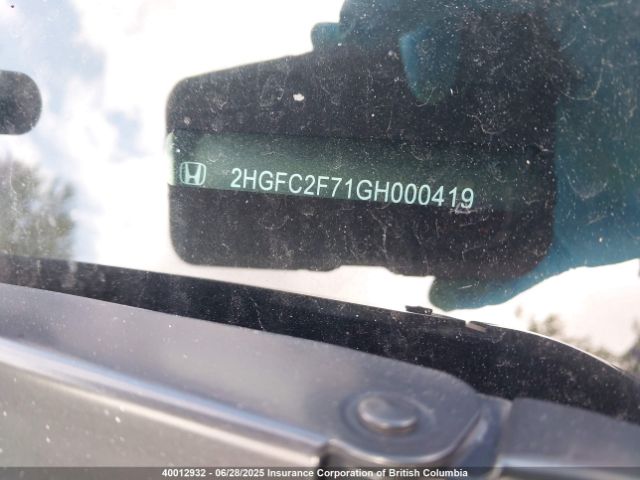 2HGFC2F71GH000419
40012932 - 06/28/2025 Insurance Corporation of British Columbia